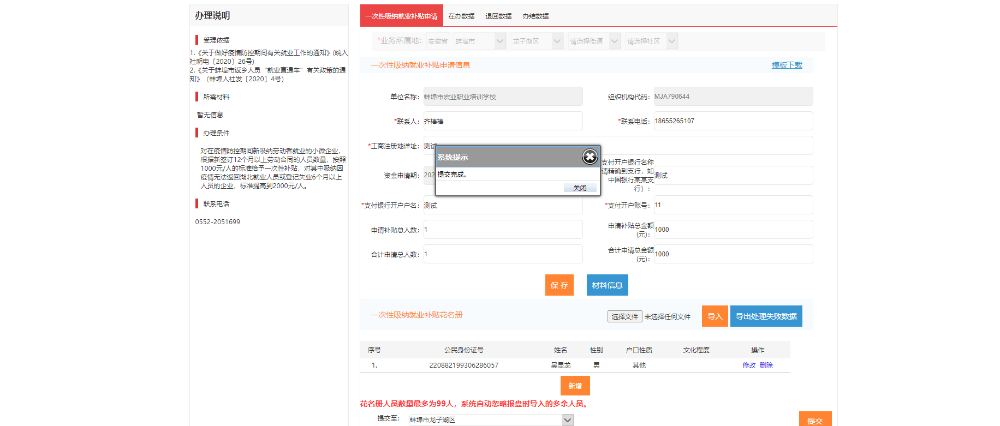 办理说明
受理依据
1.《关于做好疫情防控期间有关就业工作的通知》(皖人
社明电〔2020〕26号)
2.《关于蚌埠市返乡人员“就业直通车”有关政策的通
知》（蚌埠人社发〔2020〕4号）
所需材料
暂无信息
办理条件
对在疫情防控期间新吸纳劳动者就业的小微企业，
根据新签订12个月以上劳动合同的人员数量，按照
1000元/人的标准给予一次性补贴，对其中吸纳因
疫情无法返回湖北就业人员或登记失业6个月以上
人员的企业，标准提高到2000元/人。
联系电话
0552-2051699
一次性吸纳就业补贴申请 在办数据 退回数据 办结数据
*业务所属地： 安徽省 蚌埠市 龙子湖区 请选择街道 请选择社区
一次性吸纳就业补贴申请信息 模板下载
单位名称： 蚌埠市宏业职业培训学校 组织机构代码： MJA790644
*联系人： 齐棒棒 *联系电话： 18655265107
*工商注册地详址： 测试
系统提示
提交完成。
关闭
资金申请期： 202
支付开户银行名称
请精确到支行，如
中国银行某某支
行）： 测试
*支付银行开户户名： 测试 *支付开户账号： 11
申请补贴总人数： 1 申请补贴总金额
(元)： 1000
合计申请总人数： 1 合计申请总金额
(元)： 1000
保 存 材料信息
一次性吸纳就业补贴花名册 选择文件 未选择任何文件 导入 导出处理失败数据
序号 公民身份证号 姓名 性别 户口性质 文化程度 操作
1. 220882199306286057 吴显龙 男 其他 修改 删除
新增
花名册人员数量最多为99人，系统自动忽略报盘时导入的多余人员。
提交至： 蚌埠市龙子湖区
提交